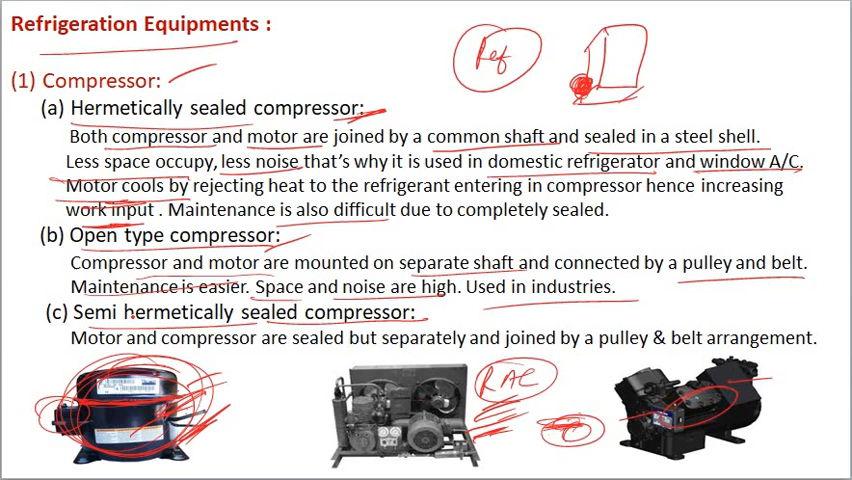 Refrigeration Equipments :
Ref
(1) Compressor:
(a) Hermetically sealed compressor:
Both compressor and motor are joined by a common shaft and sealed in a steel shell.
Less space occupy, less noise that's why it is used in domestic refrigerator and window A/C.
Motor cools by rejecting heat to the refrigerant entering in compressor hence increasing
work input . Maintenance is also difficult due to completely sealed.
(b) Open type compressor:
Compressor and motor are mounted on separate shaft and connected by a pulley and belt.
Maintenance is easier. Space and noise are high. Used in industries.
(c) Semi hermetically sealed compressor:
Motor and compressor are sealed but separately and joined by a pulley & belt arrangement.
RAC